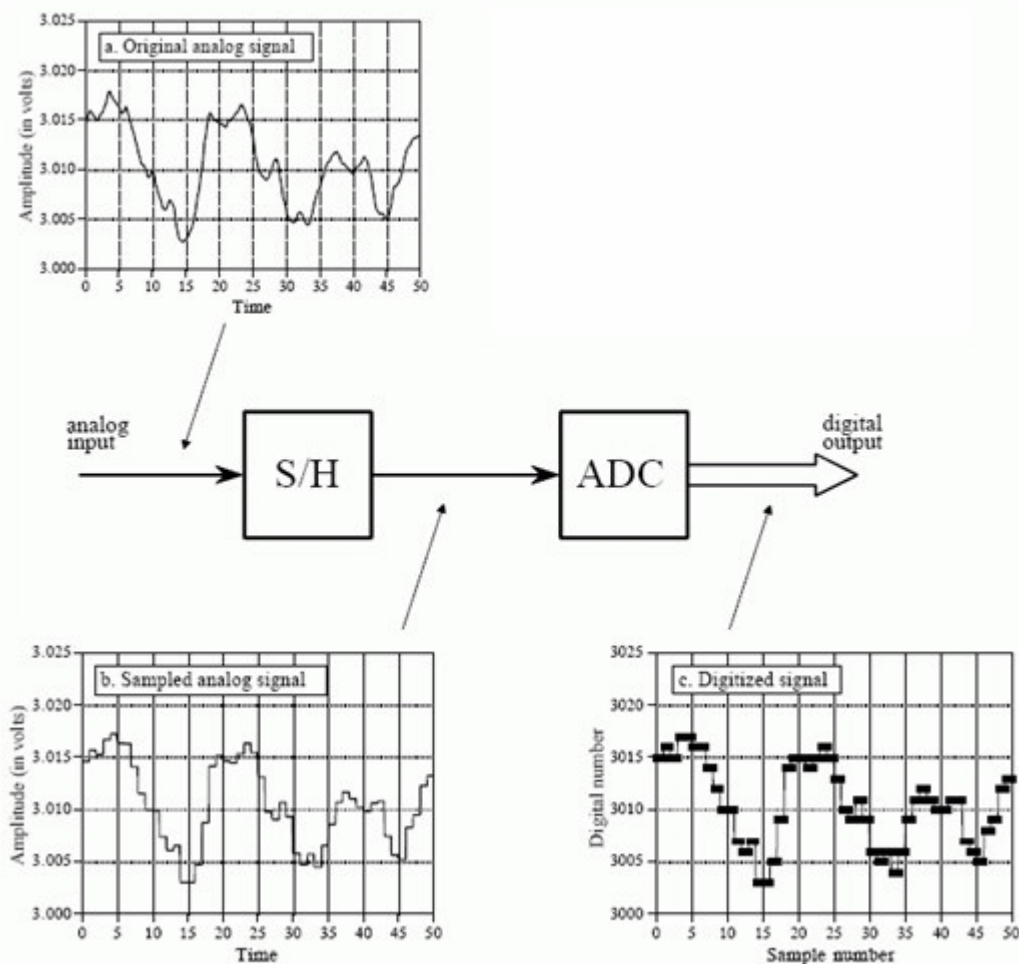 a. Original analog signal
Amplitude (in volts)
3.025
3.020
3.015
3.010
3.005
3.000
0 5 10 15 20 25 30 35 40 45 50
Time
analog
input
S/H
ADC
digital
output
b. Sampled analog signal
Amplitude (in volts)
3.025
3.020
3.015
3.010
3.005
3.000
0 5 10 15 20 25 30 35 40 45 50
Time
c. Digitized signal
Digital number
3025
3020
3015
3010
3005
3000
0 5 10 15 20 25 30 35 40 45 50
Sample number